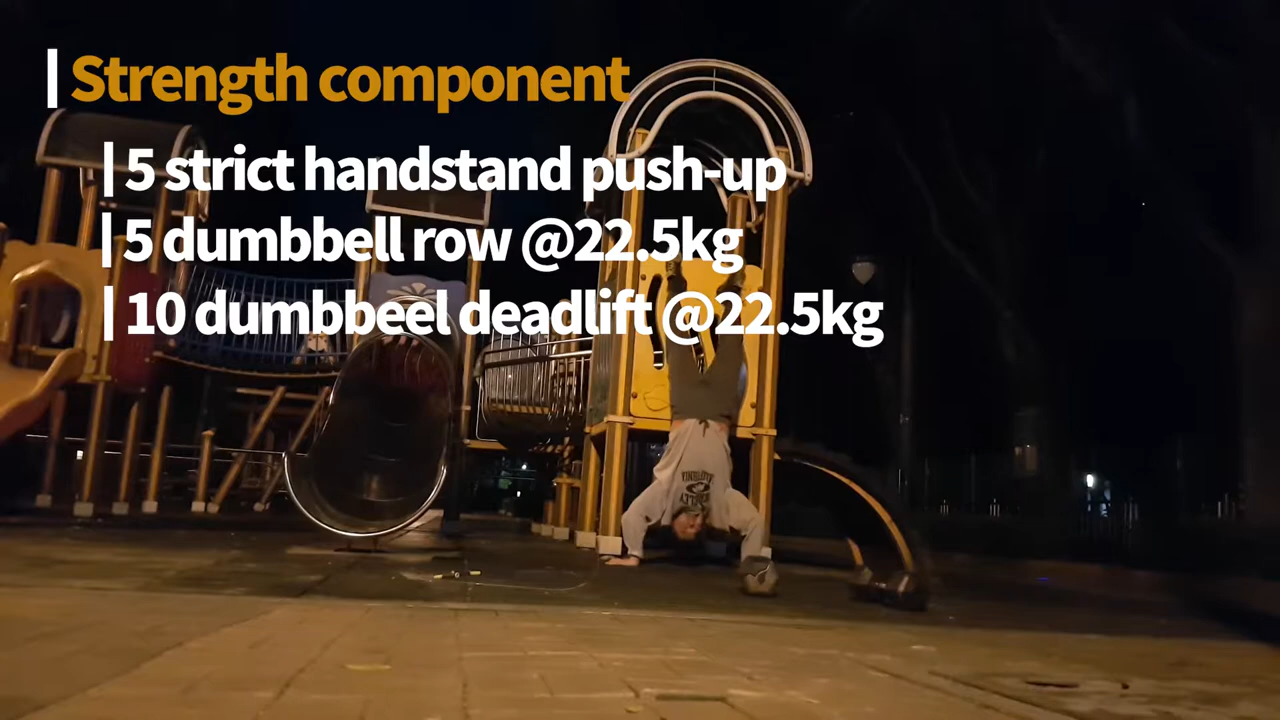 | Strength component
| 5 strict handstand push-up
| 5 dumbbell row @22.5kg
| 10 dumbbeel deadlift @22.5kg